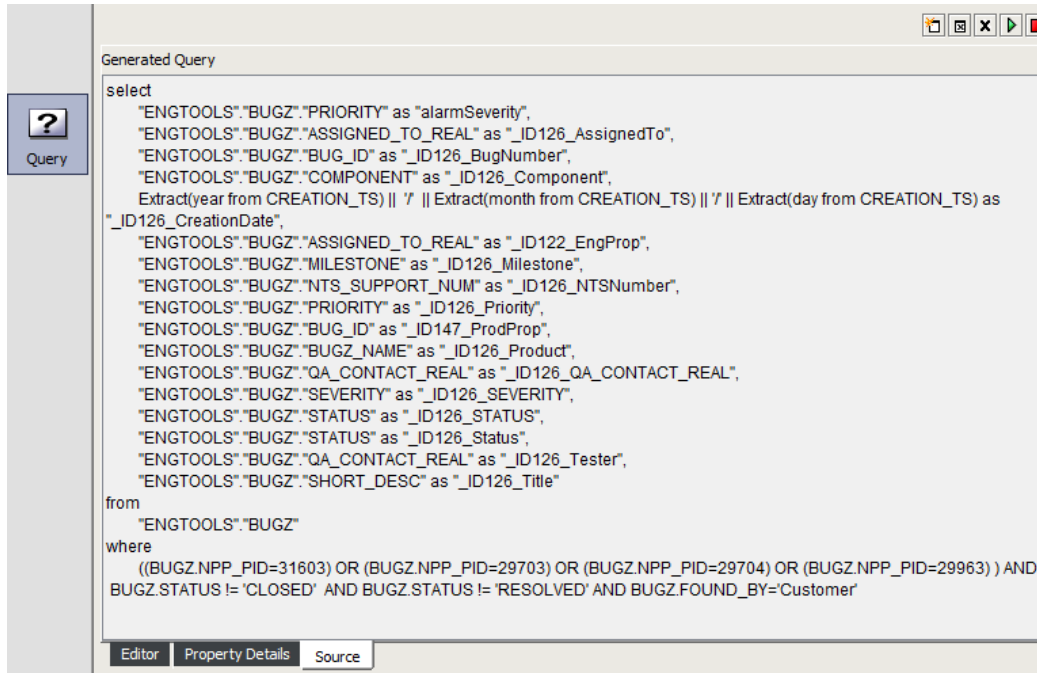 Generated Query
select
"ENGTOOLS"."BUGZ"."PRIORITY" as "alarmSeverity",
"ENGTOOLS"."BUGZ"."ASSIGNED_TO_REAL" as "_ID126_AssignedTo",
"ENGTOOLS"."BUGZ"."BUG_ID" as "_ID126_BugNumber",
"ENGTOOLS"."BUGZ"."COMPONENT" as "_ID126_Component",
Extract(year from CREATION_TS) || '/' || Extract(month from CREATION_TS) || '/' || Extract(day from CREATION_TS) as
"_ID126_CreationDate",
"ENGTOOLS"."BUGZ"."ASSIGNED_TO_REAL" as "_ID122_EngProp",
"ENGTOOLS"."BUGZ"."MILESTONE" as "_ID126_Milestone",
"ENGTOOLS"."BUGZ"."NTS_SUPPORT_NUM" as "_ID126_NTSNumber",
"ENGTOOLS"."BUGZ"."PRIORITY" as "_ID126_Priority",
"ENGTOOLS"."BUGZ"."BUG_ID" as "_ID147_ProdProp",
"ENGTOOLS"."BUGZ"."BUGZ_NAME" as "_ID126_Product",
"ENGTOOLS"."BUGZ"."QA_CONTACT_REAL" as "_ID126_QA_CONTACT_REAL",
"ENGTOOLS"."BUGZ"."SEVERITY" as "_ID126_SEVERITY",
"ENGTOOLS"."BUGZ"."STATUS" as "_ID126_STATUS",
"ENGTOOLS"."BUGZ"."STATUS" as "_ID126_Status",
"ENGTOOLS"."BUGZ"."QA_CONTACT_REAL" as "_ID126_Tester",
"ENGTOOLS"."BUGZ"."SHORT_DESC" as "_ID126_Title"
from
"ENGTOOLS"."BUGZ"
where
((BUGZ.NPP_PID=31603) OR (BUGZ.NPP_PID=29703) OR (BUGZ.NPP_PID=29704) OR (BUGZ.NPP_PID=29963) ) AND
BUGZ.STATUS != 'CLOSED' AND BUGZ.STATUS != 'RESOLVED' AND BUGZ.FOUND_BY='Customer'
?
Query
Editor Property Details Source